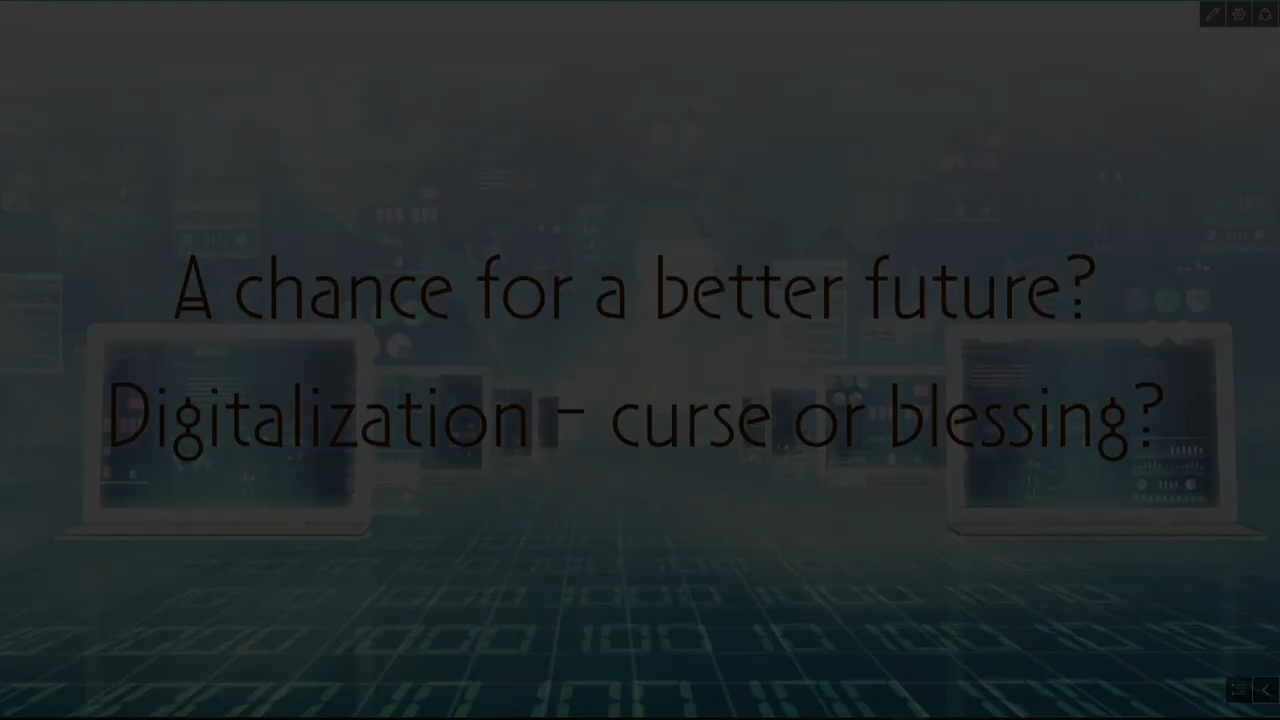 A chance for a better future?
Digitalization – curse or blessing?